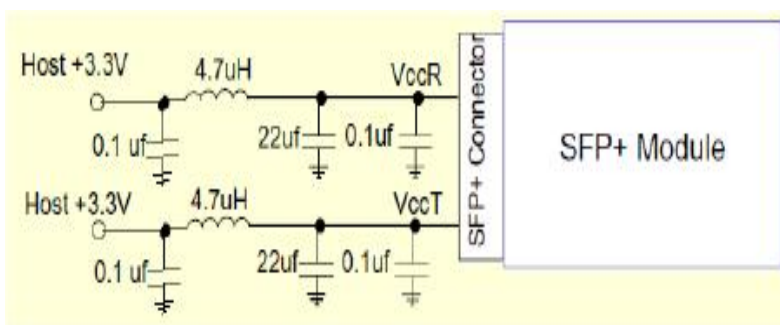 Host +3.3V
4.7uH
VccR
0.1 uf
22uf
0.1uf
Host +3.3V
4.7uH
VccT
0.1 uf
22uf
0.1uf
SFP+ Connector
SFP+ Module